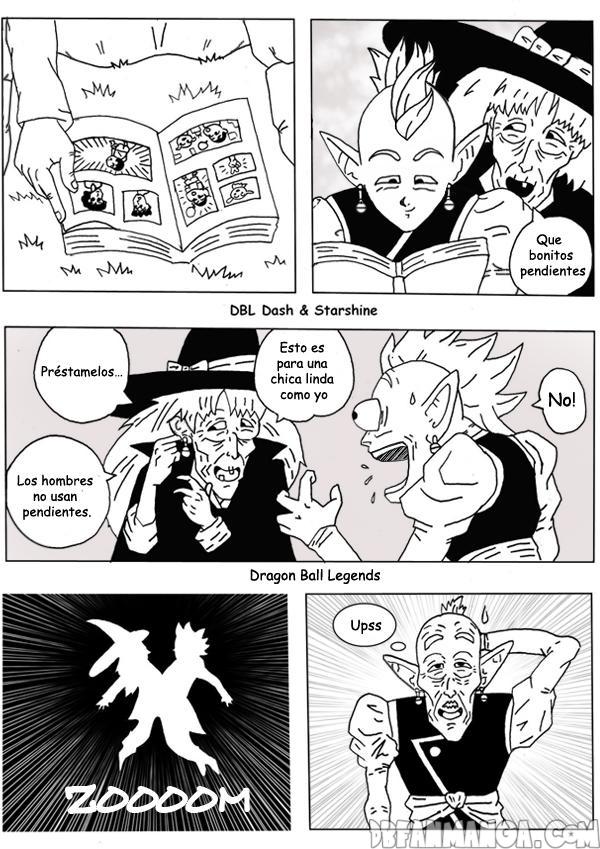 Que
bonitos
pendientes
DBL Dash & Starshine
Préstamelos...
Esto es
para una
chica linda
como yo
No!
Los hombres
no usan
pendientes.
Dragon Ball Legends
Upss
ZOOOOOM
DBFANMANGA.COM